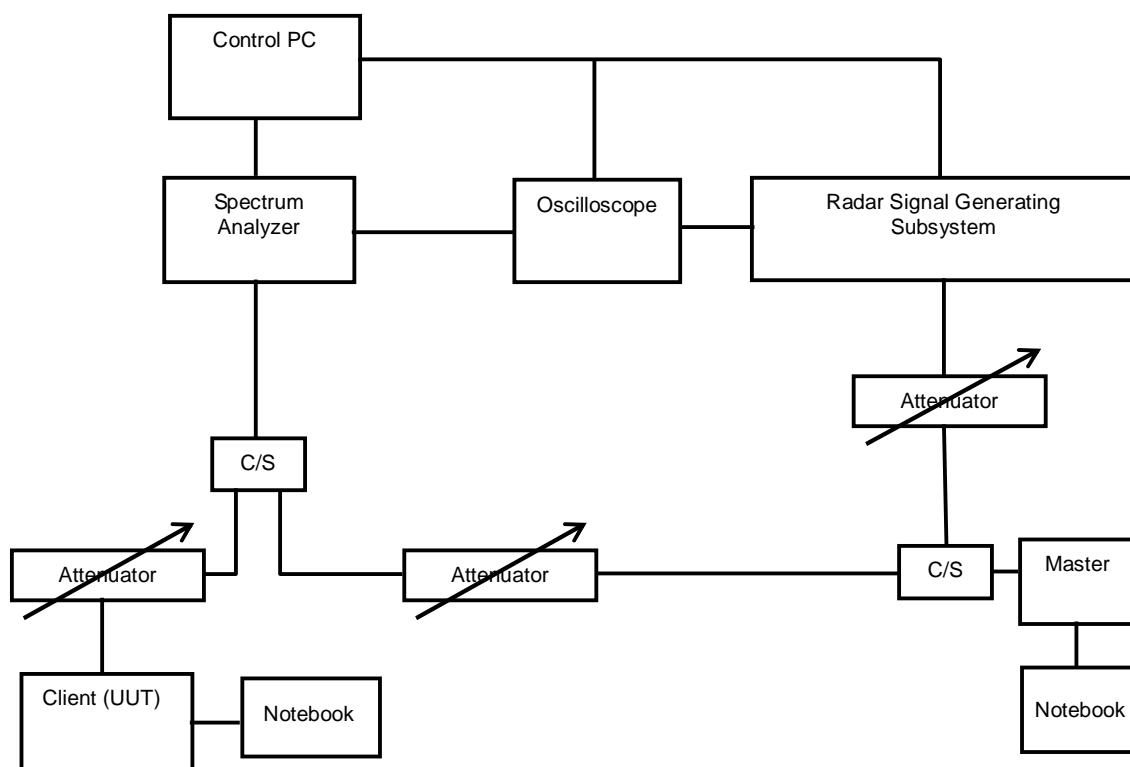 Control PC
Spectrum
Analyzer
Oscilloscope
Radar Signal Generating
Subsystem
Attenuator
C/S
Attenuator
Attenuator
C/S
Master
Client (UUT)
Notebook
Notebook